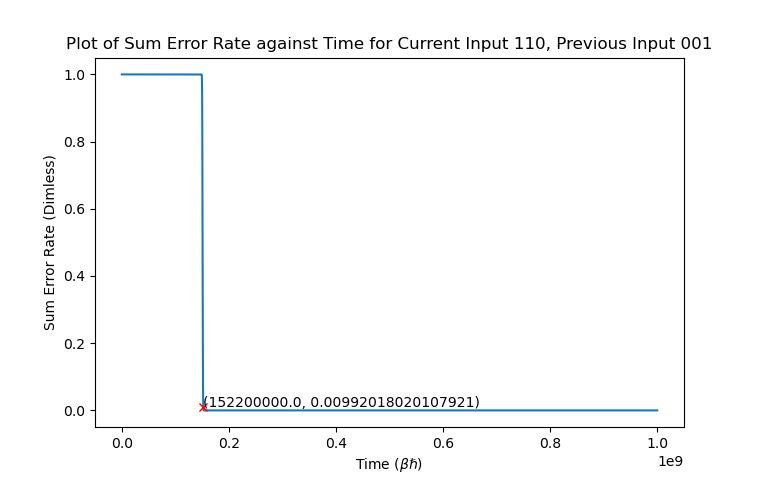 Plot of Sum Error Rate against Time for Current Input 110, Previous Input 001
1.0
0.8
0.6
0.4
0.2
0.0
Sum Error Rate (Dimless)
(152200000.0, 0.00992018020107921)
0.0 0.2 0.4 0.6 0.8 1.0
1e9
Time (βħ)